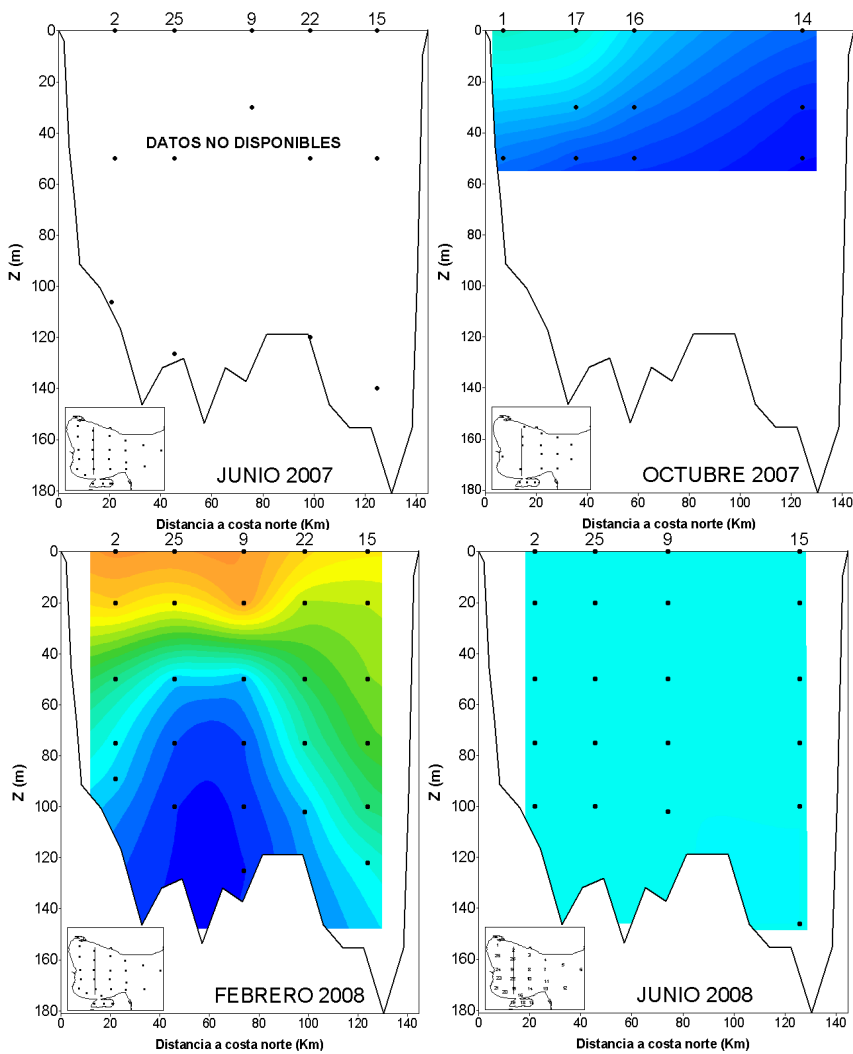 2 25 9 22 15
0
20
40
60
80
100
120
140
160
180
Z (m)
DATOS NO DISPONIBLES
JUNIO 2007
0 20 40 60 80 100 120 140
Distancia a costa norte (Km)
1 17 16 14
0
20
40
60
80
100
120
140
160
180
Z (m)
OCTUBRE 2007
0 20 40 60 80 100 120 140
Distancia a costa norte (Km)
2 25 9 22 15
0
20
40
60
80
100
120
140
160
180
Z (m)
FEBRERO 2008
0 20 40 60 80 100 120 140
Distancia a costa norte (Km)
2 25 9 15
0
20
40
60
80
100
120
140
160
180
Z (m)
JUNIO 2008
0 20 40 60 80 100 120 140
Distancia a costa norte (Km)